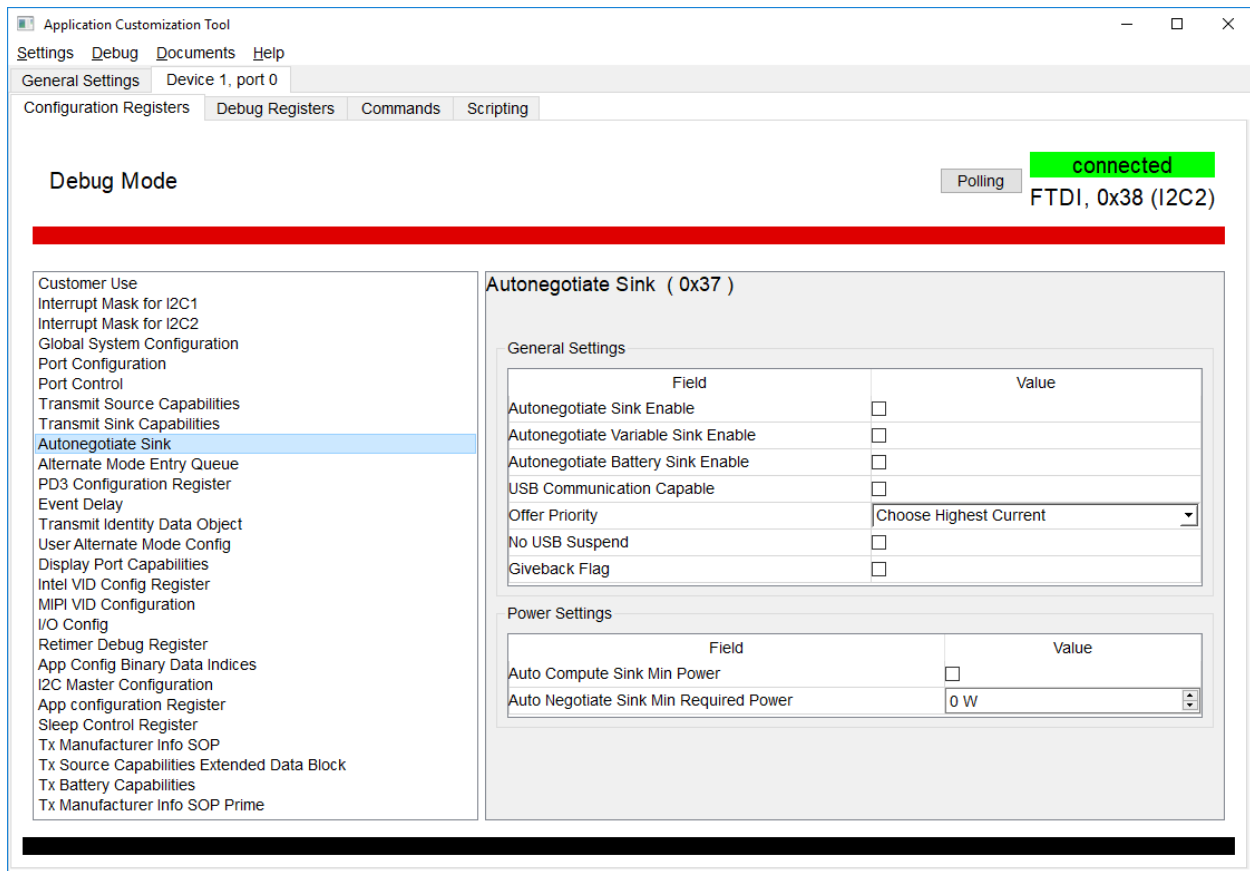 Application Customization Tool
Settings Debug Documents Help
General Settings Device 1, port 0
Configuration Registers Debug Registers Commands Scripting
Debug Mode
Polling
connected
FTDI, 0x38 (I2C2)
Customer Use
Interrupt Mask for I2C1
Interrupt Mask for I2C2
Global System Configuration
Port Configuration
Port Control
Transmit Source Capabilities
Transmit Sink Capabilities
Autonegotiate Sink
Alternate Mode Entry Queue
PD3 Configuration Register
Event Delay
Transmit Identity Data Object
User Alternate Mode Config
Display Port Capabilities
Intel VID Config Register
MIPI VID Configuration
I/O Config
Retimer Debug Register
App Config Binary Data Indices
I2C Master Configuration
App configuration Register
Sleep Control Register
Tx Manufacturer Info SOP
Tx Source Capabilities Extended Data Block
Tx Battery Capabilities
Tx Manufacturer Info SOP Prime
Autonegotiate Sink ( 0x37 )
General Settings
Field Value
Autonegotiate Sink Enable
Autonegotiate Variable Sink Enable
Autonegotiate Battery Sink Enable
USB Communication Capable
Offer Priority Choose Highest Current
No USB Suspend
Giveback Flag
Power Settings
Field Value
Auto Compute Sink Min Power
Auto Negotiate Sink Min Required Power 0 W